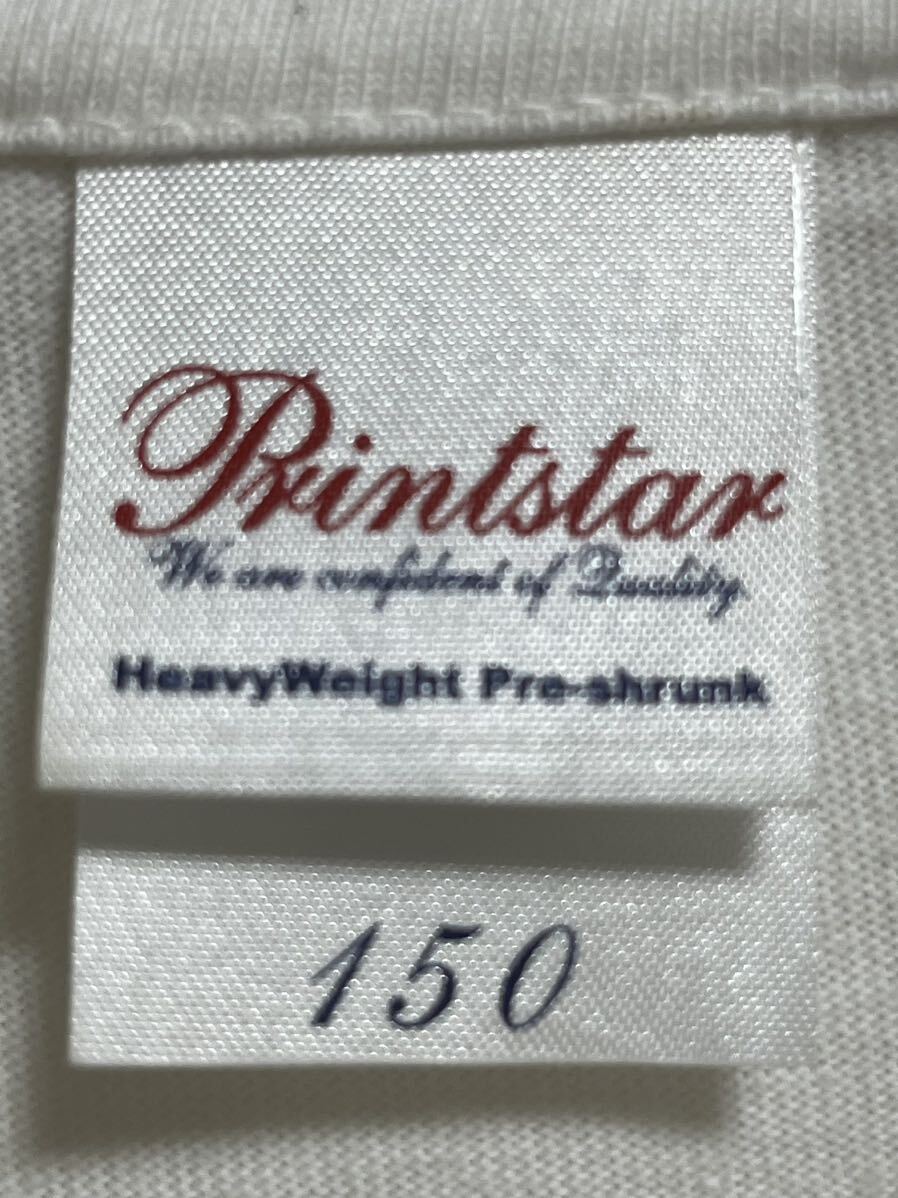 Printstar
We are confident of Quality.
HeavyWeight Pre-shrunk
150